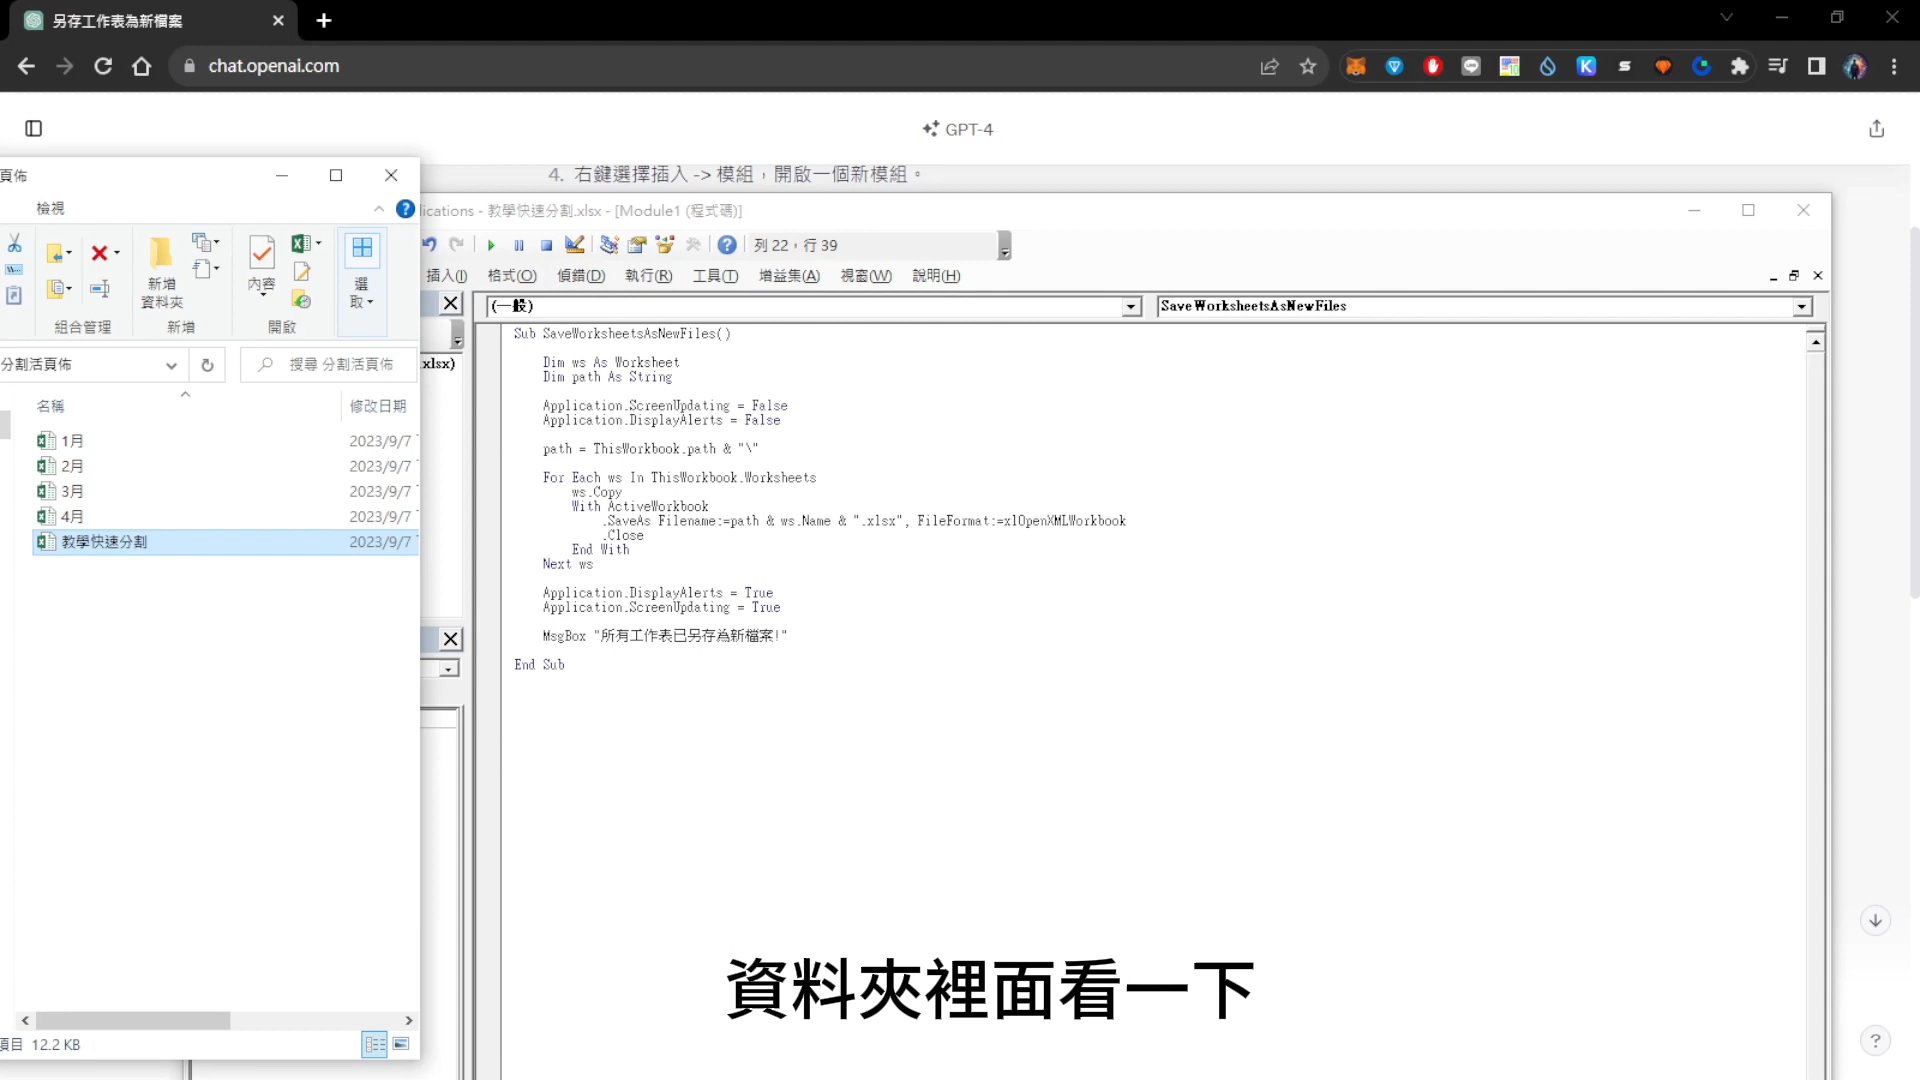 另存工作表為新檔案
chat.openai.com
GPT-4
4. 右鍵選擇插入 -> 模組，開啟一個新模組。
頁佈
檢視
新增
資料夾
內容
選
取
組合管理
新增
開啟
分割活頁佈
搜尋 分割活頁佈
名稱
修改日期
1月
2023/9/7
2月
2023/9/7
3月
2023/9/7
4月
2023/9/7
教學快速分割
2023/9/7
項目 12.2 KB
lications - 教學快速分割.xlsx - [Module1 (程式碼)]
列 22，行 39
插入(I) 格式(O) 偵錯(D) 執行(R) 工具(T) 增益集(A) 視窗(W) 說明(H)
(一般)
SaveWorksheetsAsNewFiles
.xlsx)
Sub SaveWorksheetsAsNewFiles()
Dim ws As Worksheet
Dim path As String
Application.ScreenUpdating = False
Application.DisplayAlerts = False
path = ThisWorkbook.path & "\"
For Each ws In ThisWorkbook.Worksheets
ws.Copy
With ActiveWorkbook
.SaveAs Filename:=path & ws.Name & ".xlsx", FileFormat:=xlOpenXMLWorkbook
.Close
End With
Next ws
Application.DisplayAlerts = True
Application.ScreenUpdating = True
MsgBox "所有工作表已另存為新檔案!"
End Sub
資料夾裡面看一下